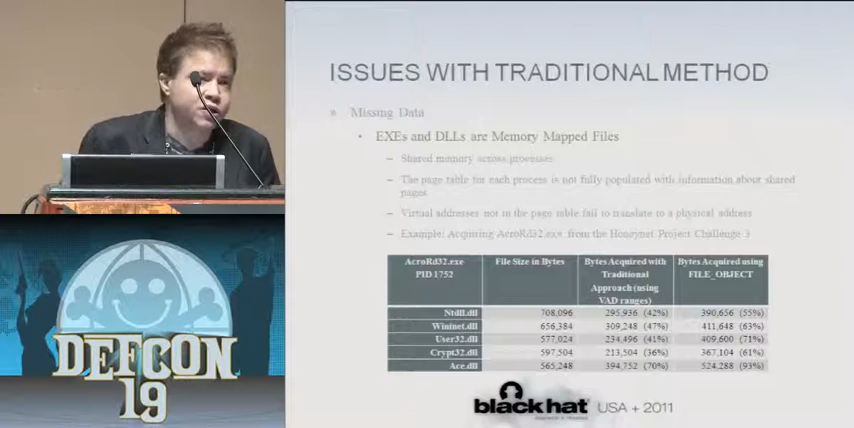 ISSUES WITH TRADITIONAL METHOD
» Missing Data
• EXEs and DLLs are Memory Mapped Files
– Shared memory across processes
– The page table for each process is not fully populated with information about shared
pages
– Virtual addresses not in the page table fail to translate to a physical address
– Example: Acquiring AcroRd32.exe from the Honeynet Project Challenge 3
AcroRd32.exe
PID 1752
File Size in Bytes
Bytes Acquired with
Traditional
Approach (using
VAD ranges)
Bytes Acquired using
FILE_OBJECT
Ntdll.dll 708,096 295,936 (42%) 390,656 (55%)
Wininet.dll 656,384 309,248 (47%) 411,648 (63%)
User32.dll 577,024 234,496 (41%) 409,600 (71%)
Crypt32.dll 597,504 213,504 (36%) 367,104 (61%)
Ace.dll 565,248 394,752 (70%) 524,288 (93%)
DEFCON
19
black hat USA + 2011